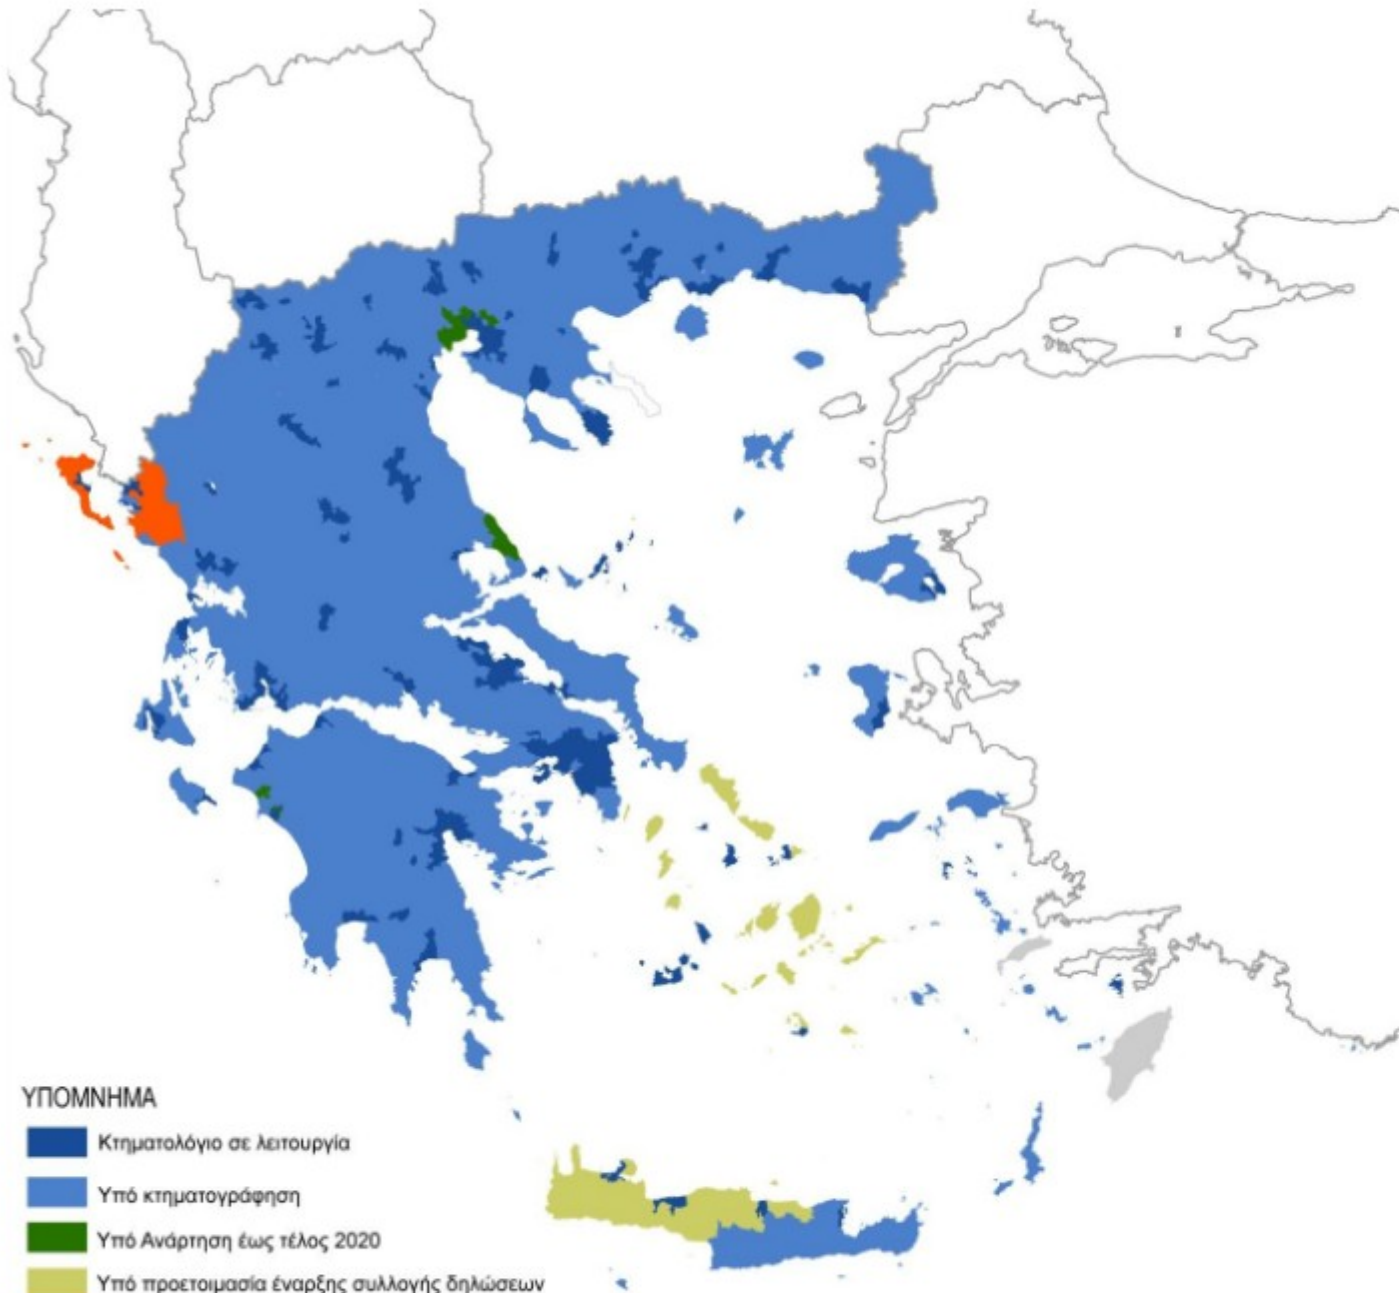 ΥΠΟΜΝΗΜΑ
Κτηματολόγιο σε λειτουργία
Υπό κτηματογράφηση
Υπό Ανάρτηση έως τέλος 2020
Υπό προετοιμασία έναρξης συλλογής δηλώσεων